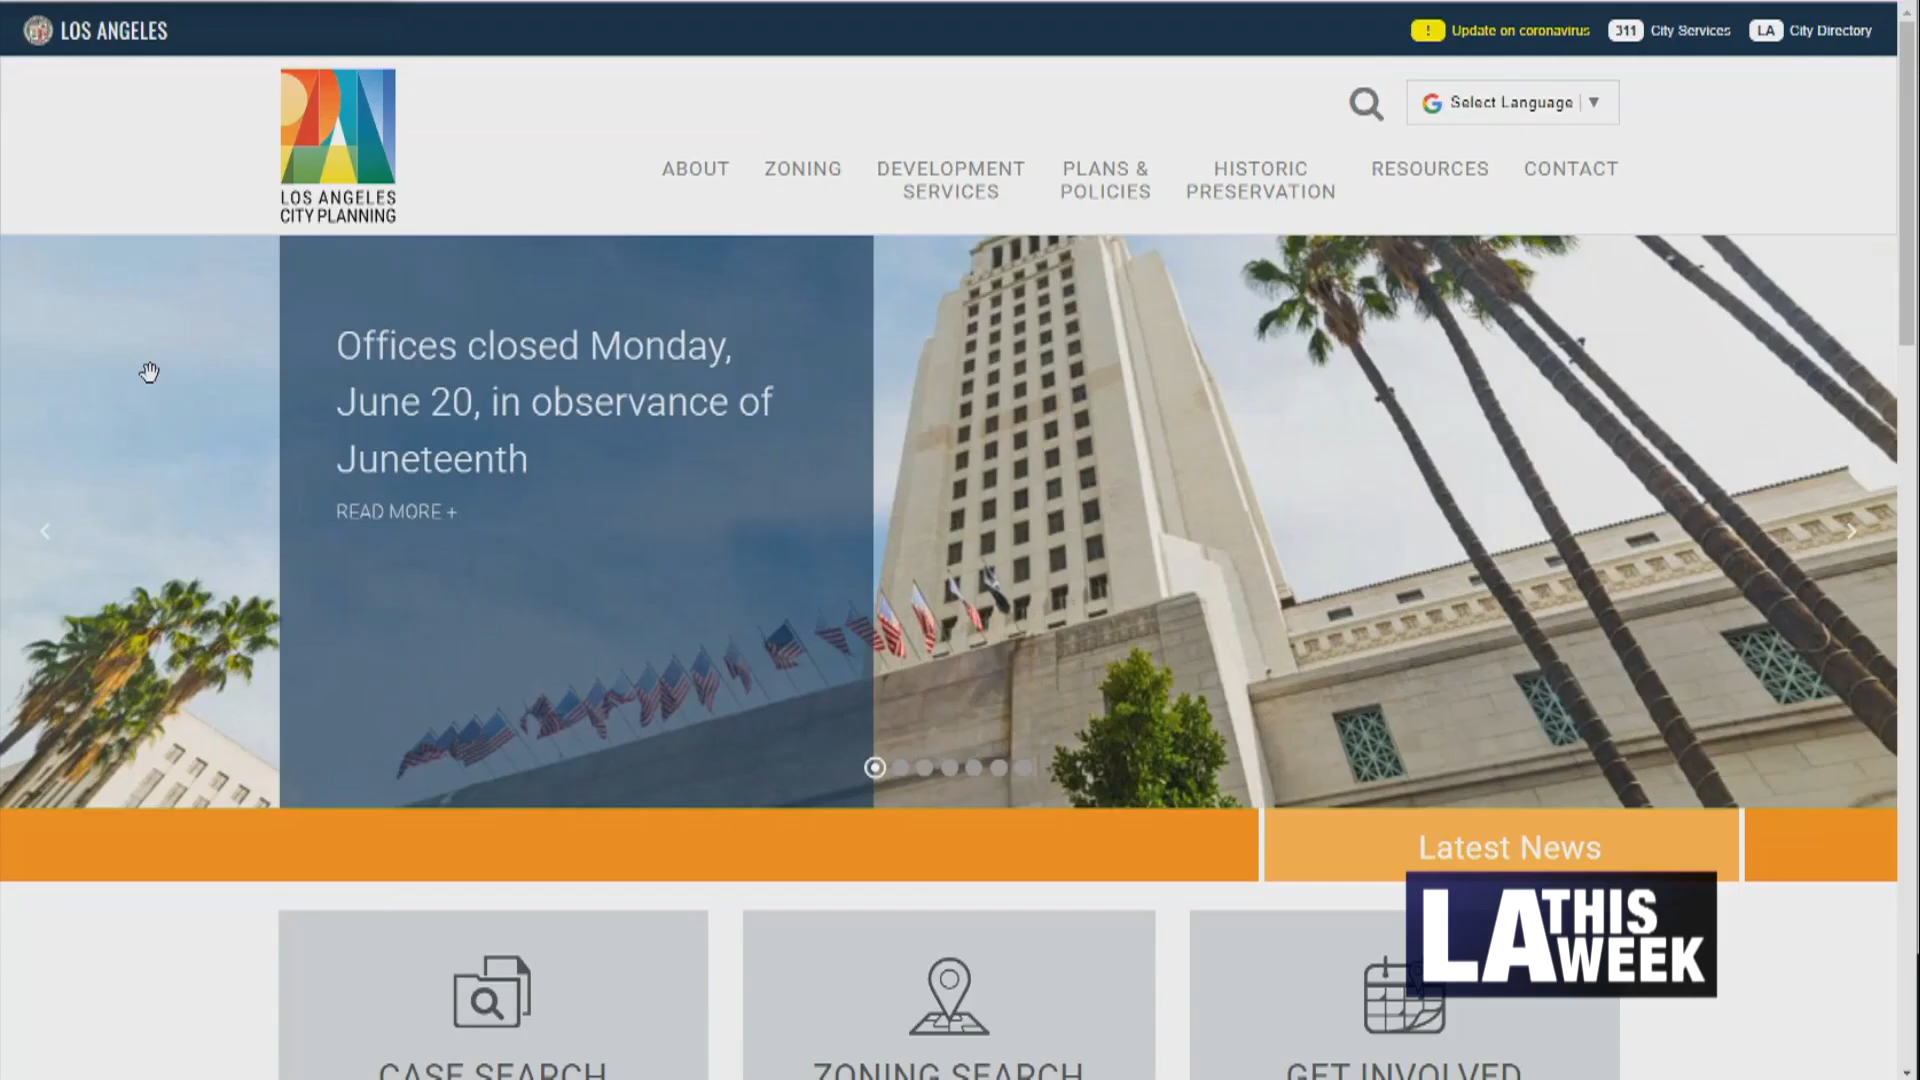 LOS ANGELES
! Update on coronavirus
311 City Services
LA City Directory
LOS ANGELES
CITY PLANNING
Select Language ▼
ABOUT
ZONING
DEVELOPMENT
SERVICES
PLANS &
POLICIES
HISTORIC
PRESERVATION
RESOURCES
CONTACT
Offices closed Monday,
June 20, in observance of
Juneteenth
READ MORE +
Latest News
LA THIS
WEEK
CASE SEARCH
ZONING SEARCH
GET INVOLVED